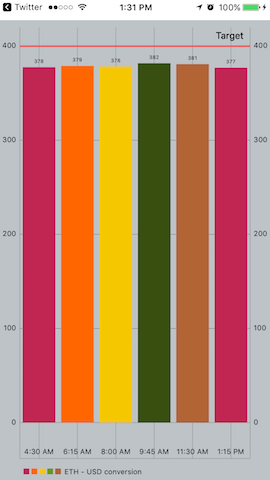 Twitter 1:31 PM 100%
Target
400 400
378 379 378 382 381 377
300 300
200 200
100 100
0 0
4:30 AM 6:15 AM 8:00 AM 9:45 AM 11:30 AM 1:15 PM
ETH - USD conversion